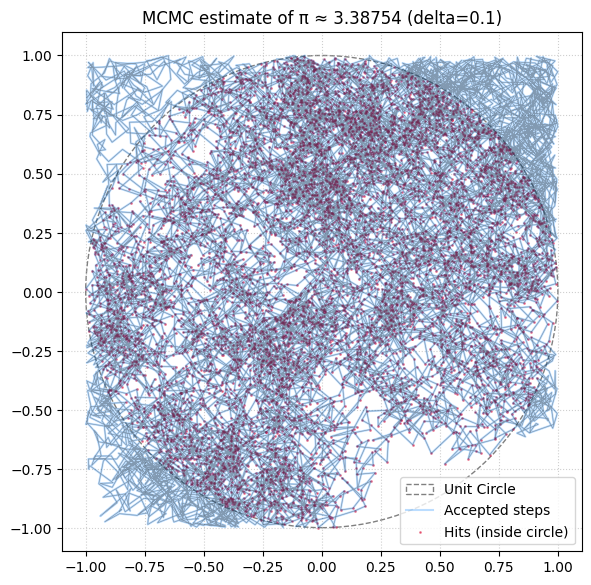 MCMC estimate of π ≈ 3.38754 (delta=0.1)
1.00
0.75
0.50
0.25
0.00
−0.25
−0.50
−0.75
−1.00
Unit Circle
Accepted steps
Hits (inside circle)
−1.00 −0.75 −0.50 −0.25 0.00 0.25 0.50 0.75 1.00